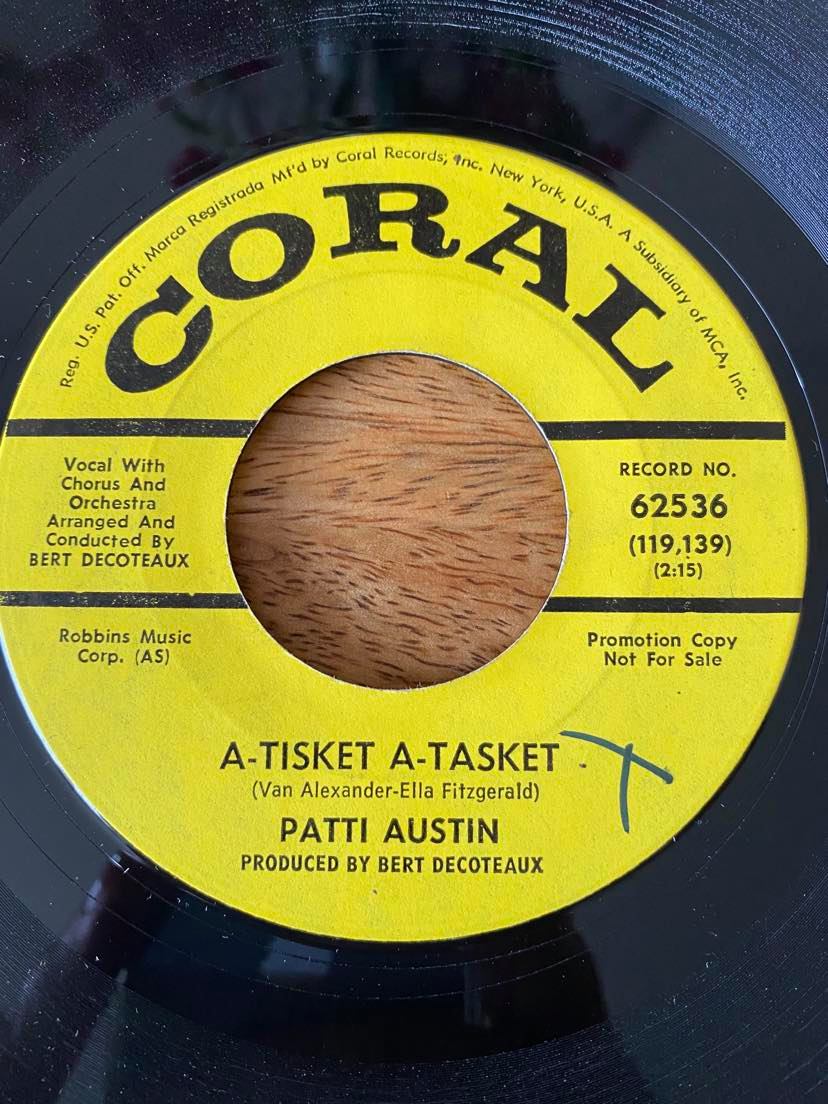 Reg. U.S. Pat. Off. Marca Registrada Mf'd by Coral Records, Inc. New York, U.S.A. A Subsidiary of MCA, Inc.
CORAL
Vocal With
Chorus And
Orchestra
Arranged And
Conducted By
BERT DECOTEAUX
RECORD NO.
62536
(119,139)
(2:15)
Robbins Music
Corp. (AS)
Promotion Copy
Not For Sale
A-TISKET A-TASKET
(Van Alexander-Ella Fitzgerald)
PATTI AUSTIN
PRODUCED BY BERT DECOTEAUX
X